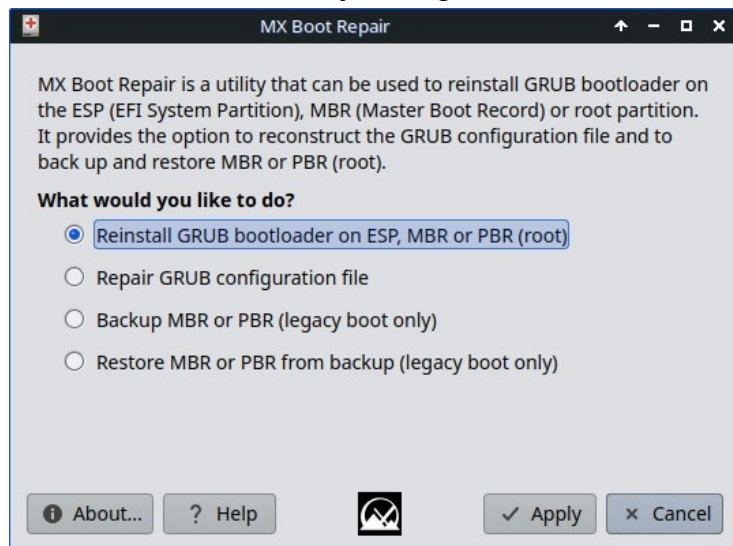 MX Boot Repair
MX Boot Repair is a utility that can be used to reinstall GRUB bootloader on
the ESP (EFI System Partition), MBR (Master Boot Record) or root partition.
It provides the option to reconstruct the GRUB configuration file and to
back up and restore MBR or PBR (root).
What would you like to do?
Reinstall GRUB bootloader on ESP, MBR or PBR (root)
Repair GRUB configuration file
Backup MBR or PBR (legacy boot only)
Restore MBR or PBR from backup (legacy boot only)
About... ? Help Apply Cancel